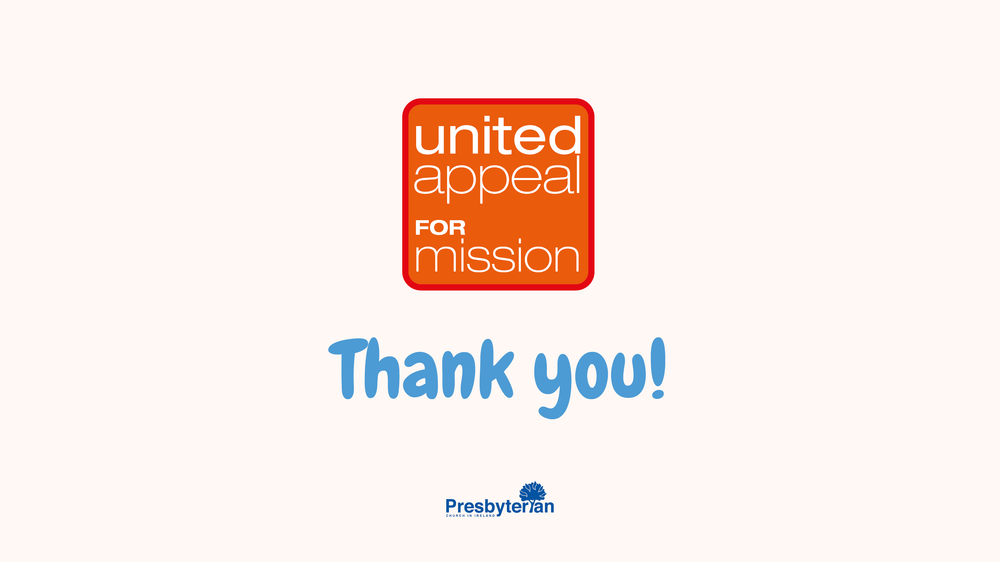 united
appeal
FOR
mission
Thank you!
Presbyterian
CHURCH IN IRELAND